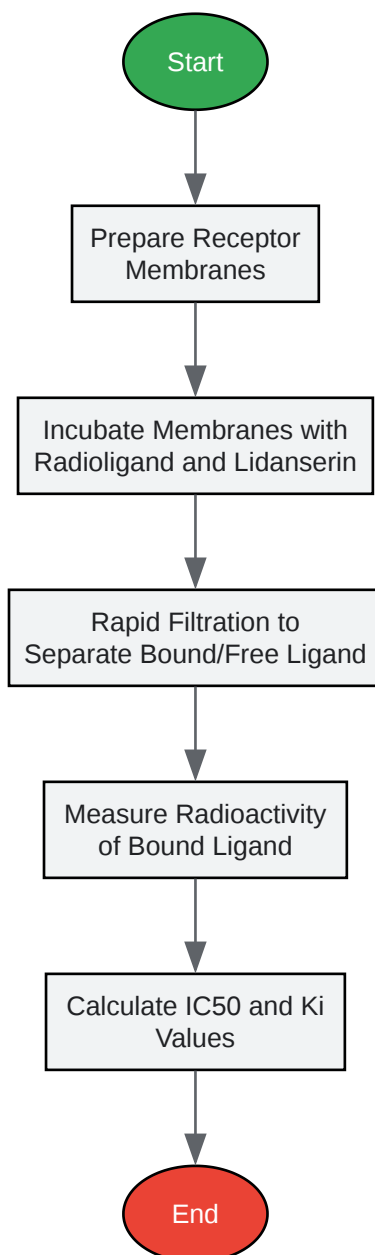 Start
Prepare Receptor
Membranes
Incubate Membranes with
Radioligand and Lidanserin
Rapid Filtration to
Separate Bound/Free Ligand
Measure Radioactivity
of Bound Ligand
Calculate IC50 and Ki
Values
End